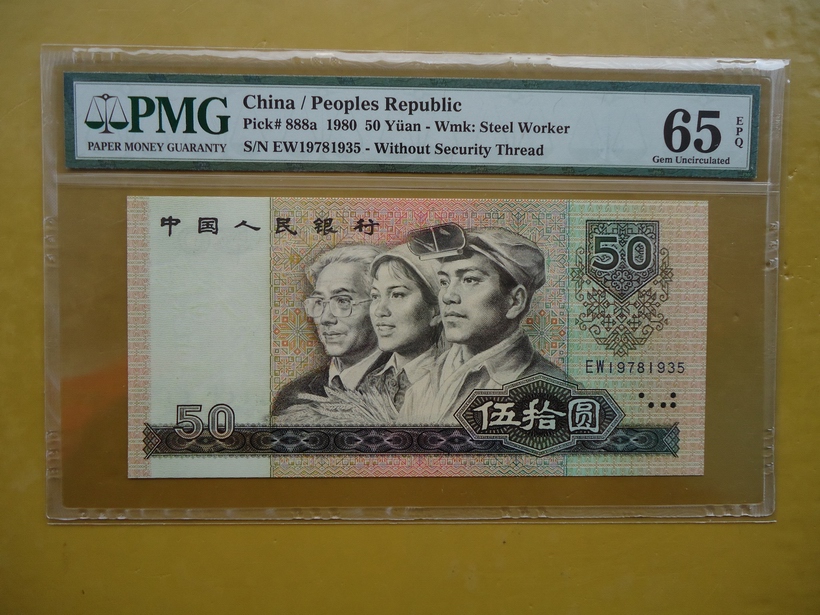 PMG
PAPER MONEY GUARANTY
China / Peoples Republic
Pick# 888a 1980 50 Yüan - Wmk: Steel Worker
S/N EW19781935 - Without Security Thread
65
EPQ
Gem Uncirculated
中国人民银行
50
EW19781935
50
伍拾圆